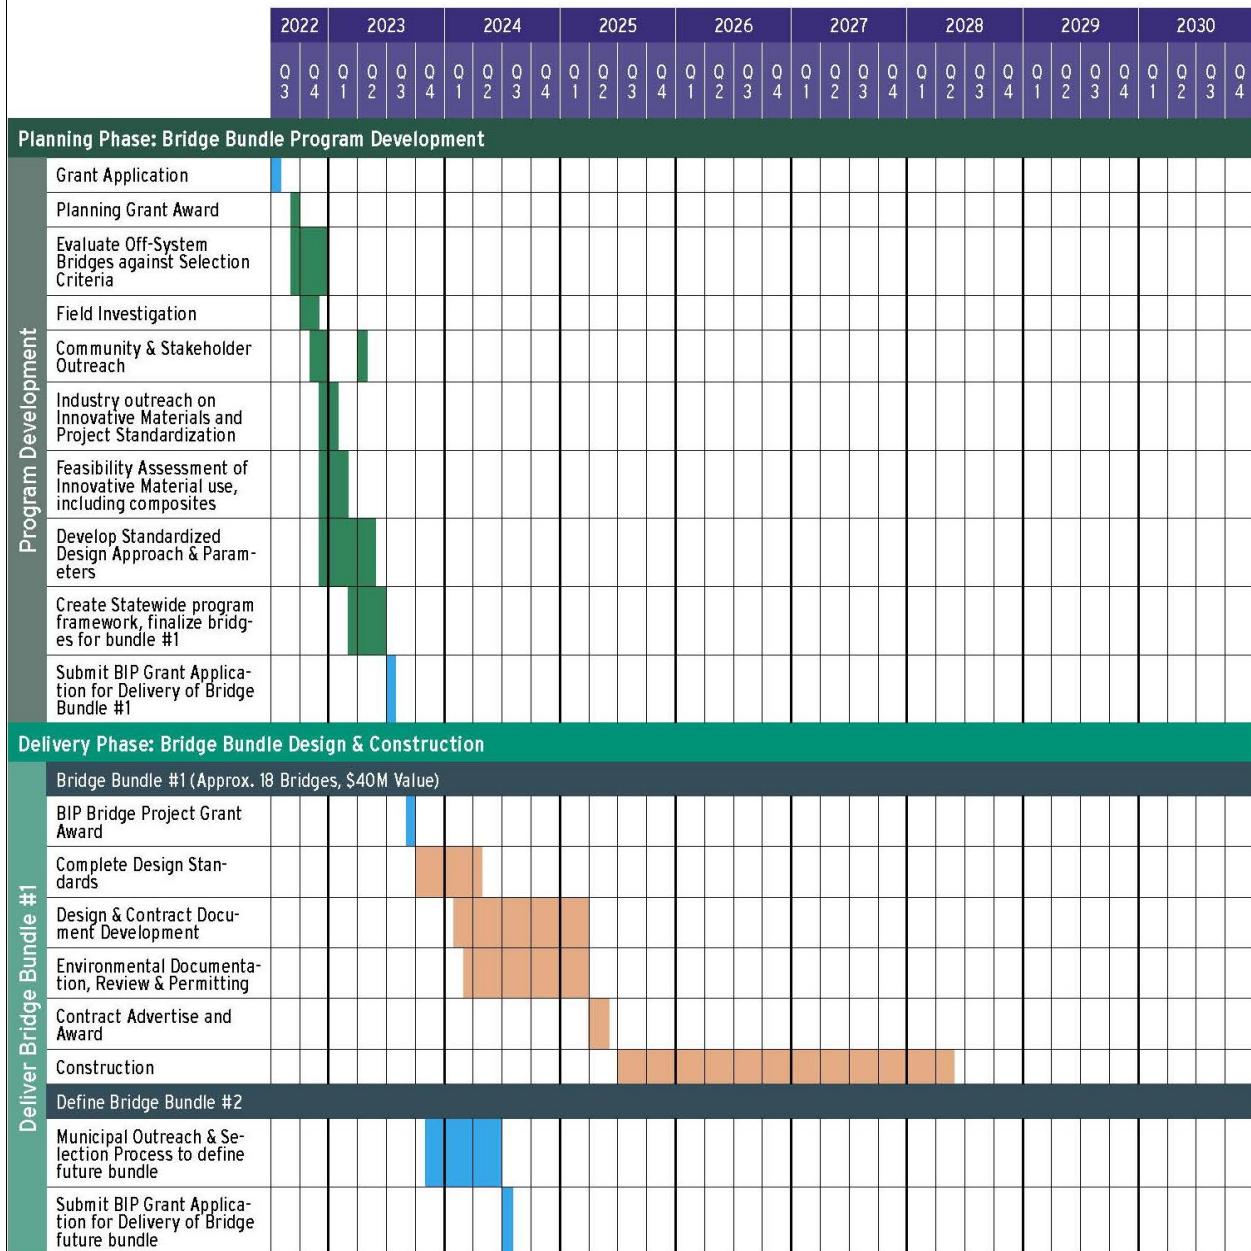 2022 2023 2024 2025 2026 2027 2028 2029 2030
Q Q Q Q Q Q Q Q Q Q Q Q Q Q Q Q Q Q Q Q Q Q Q Q Q Q Q Q Q Q Q Q Q Q
3 4 1 2 3 4 1 2 3 4 1 2 3 4 1 2 3 4 1 2 3 4 1 2 3 4 1 2 3 4 1 2 3 4
Planning Phase: Bridge Bundle Program Development
Program Development
Grant Application
Planning Grant Award
Evaluate Off-System
Bridges against Selection
Criteria
Field Investigation
Community & Stakeholder
Outreach
Industry outreach on
Innovative Materials and
Project Standardization
Feasibility Assessment of
Innovative Material use,
including composites
Develop Standardized
Design Approach & Param-
eters
Create Statewide program
framework, finalize bridg-
es for bundle #1
Submit BIP Grant Applica-
tion for Delivery of Bridge
Bundle #1
Delivery Phase: Bridge Bundle Design & Construction
Deliver Bridge Bundle #1
Bridge Bundle #1 (Approx. 18 Bridges, $40M Value)
BIP Bridge Project Grant
Award
Complete Design Stan-
dards
Design & Contract Docu-
ment Development
Environmental Documenta-
tion, Review & Permitting
Contract Advertise and
Award
Construction
Define Bridge Bundle #2
Municipal Outreach & Se-
lection Process to define
future bundle
Submit BIP Grant Applica-
tion for Delivery of Bridge
future bundle